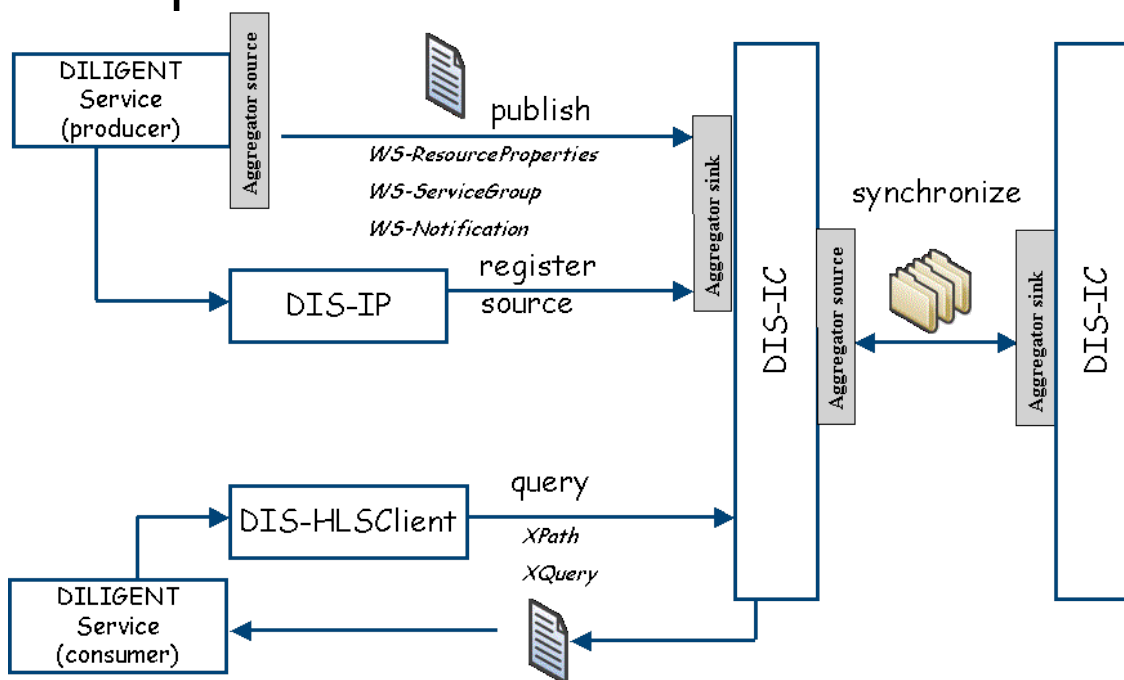 DILIGENT
Service
(producer)
Aggregator source
publish
WS-ResourceProperties
WS-ServiceGroup
WS-Notification
Aggregator sink
DIS-IP
register
source
DIS-IC
Aggregator source
synchronize
Aggregator sink
DIS-IC
DIS-HLSClient
query
XPath
XQuery
DILIGENT
Service
(consumer)